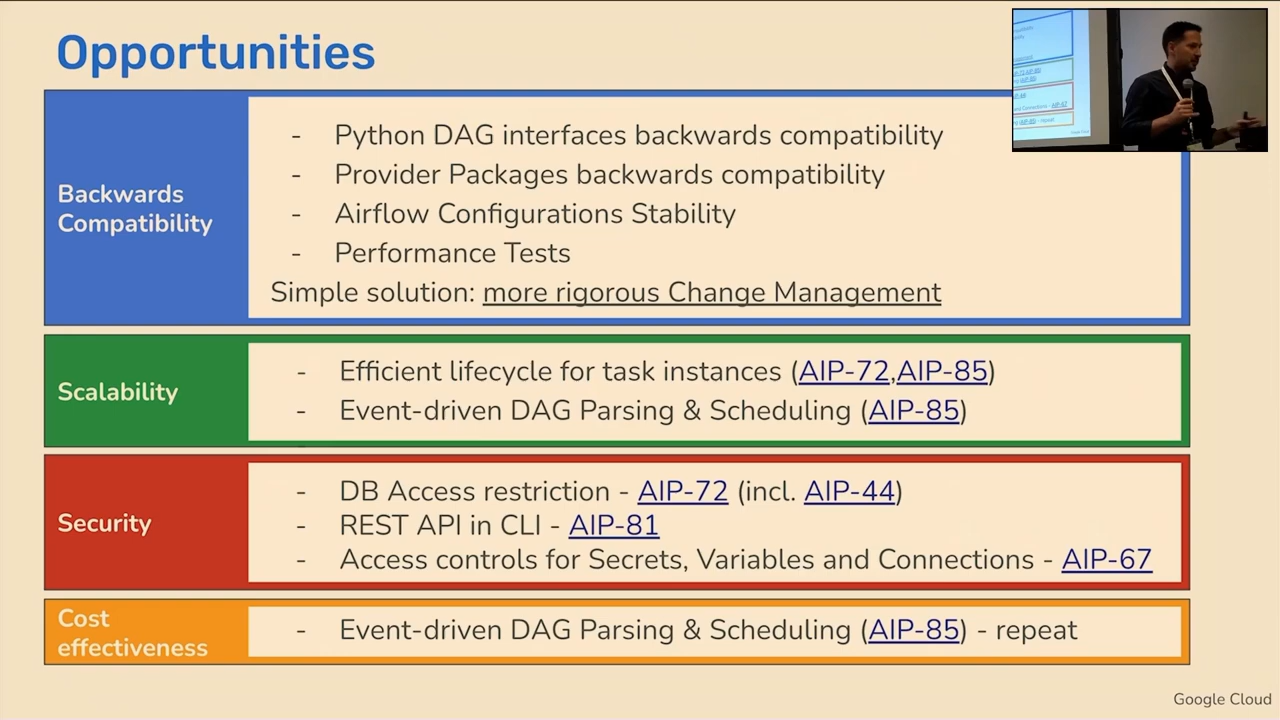 Opportunities
Backwards
Compatibility
- Python DAG interfaces backwards compatibility
- Provider Packages backwards compatibility
- Airflow Configurations Stability
- Performance Tests
Simple solution: more rigorous Change Management
Scalability
- Efficient lifecycle for task instances (AIP-72,AIP-85)
- Event-driven DAG Parsing & Scheduling (AIP-85)
Security
- DB Access restriction - AIP-72 (incl. AIP-44)
- REST API in CLI - AIP-81
- Access controls for Secrets, Variables and Connections - AIP-67
Cost
effectiveness
- Event-driven DAG Parsing & Scheduling (AIP-85) - repeat
Google Cloud